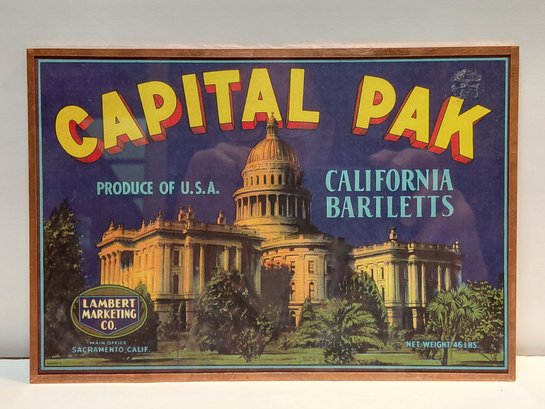 CAPITAL PAK
PRODUCE OF U.S.A.
CALIFORNIA
BARTLETTS
LAMBERT
MARKETING
CO.
MAIN OFFICE
SACRAMENTO, CALIF.
NET WEIGHT 46 LBS.